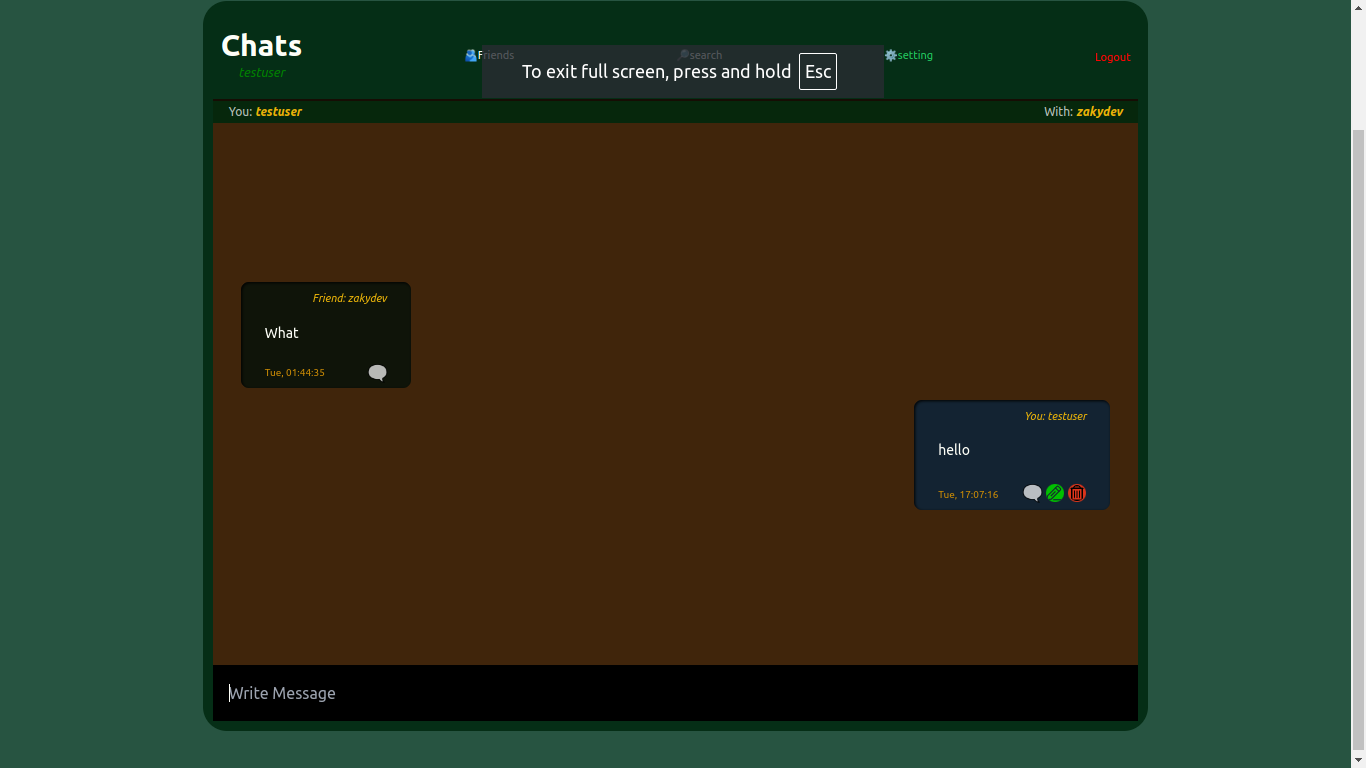 Chats
testuser
Friends
search
setting
Logout
To exit full screen, press and hold Esc
You: testuser
With: zakydev
Friend: zakydev
What
Tue, 01:44:35
You: testuser
hello
Tue, 17:07:16
Write Message